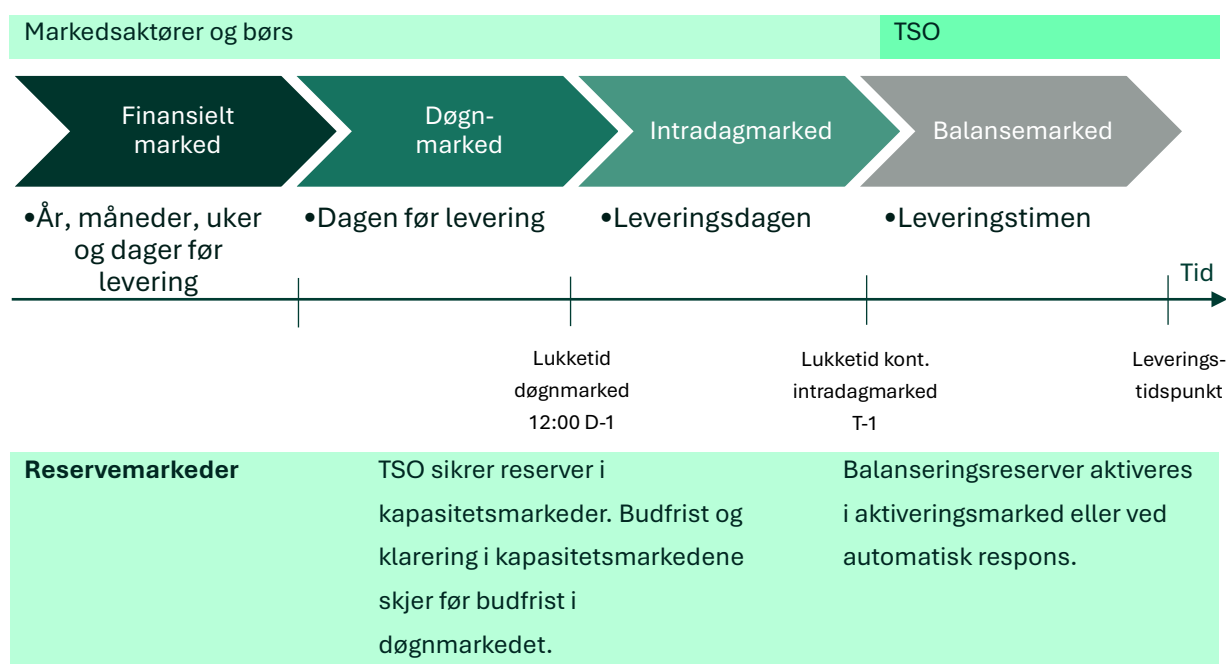 Markedsaktører og børs
TSO
Finansielt
marked
Døgn-
marked
Intradagmarked
Balansemarked
•År, måneder, uker
og dager før
levering
•Dagen før levering
•Leveringsdagen
•Leveringstimen
Tid
Lukketid
døgnmarked
12:00 D-1
Lukketid kont.
intradagmarked
T-1
Leverings-
tidspunkt
Reservemarkeder
TSO sikrer reserver i
kapasitetsmarkeder. Budfrist og
klarering i kapasitetsmarkedene
skjer før budfrist i
døgnmarkedet.
Balanseringsreserver aktiveres
i aktiveringsmarked eller ved
automatisk respons.